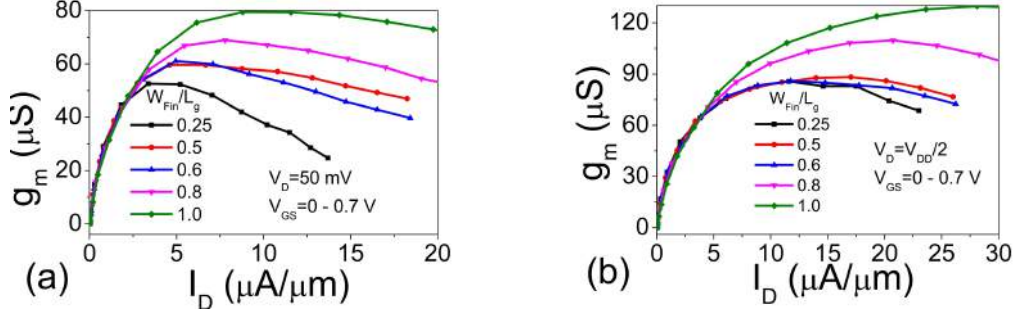 80
60
40
20
0
g_m (μS)
W_Fin/L_g
0.25
0.5
0.6
0.8
1.0
V_D=50 mV
V_GS=0 - 0.7 V
0 5 10 15 20
(a) I_D (μA/μm)
120
90
60
30
0
g_m (μS)
W_Fin/L_g
0.25
0.5
0.6
0.8
1.0
V_D=V_DD/2
V_GS=0 - 0.7 V
0 5 10 15 20 25 30
(b) I_D (μA/μm)